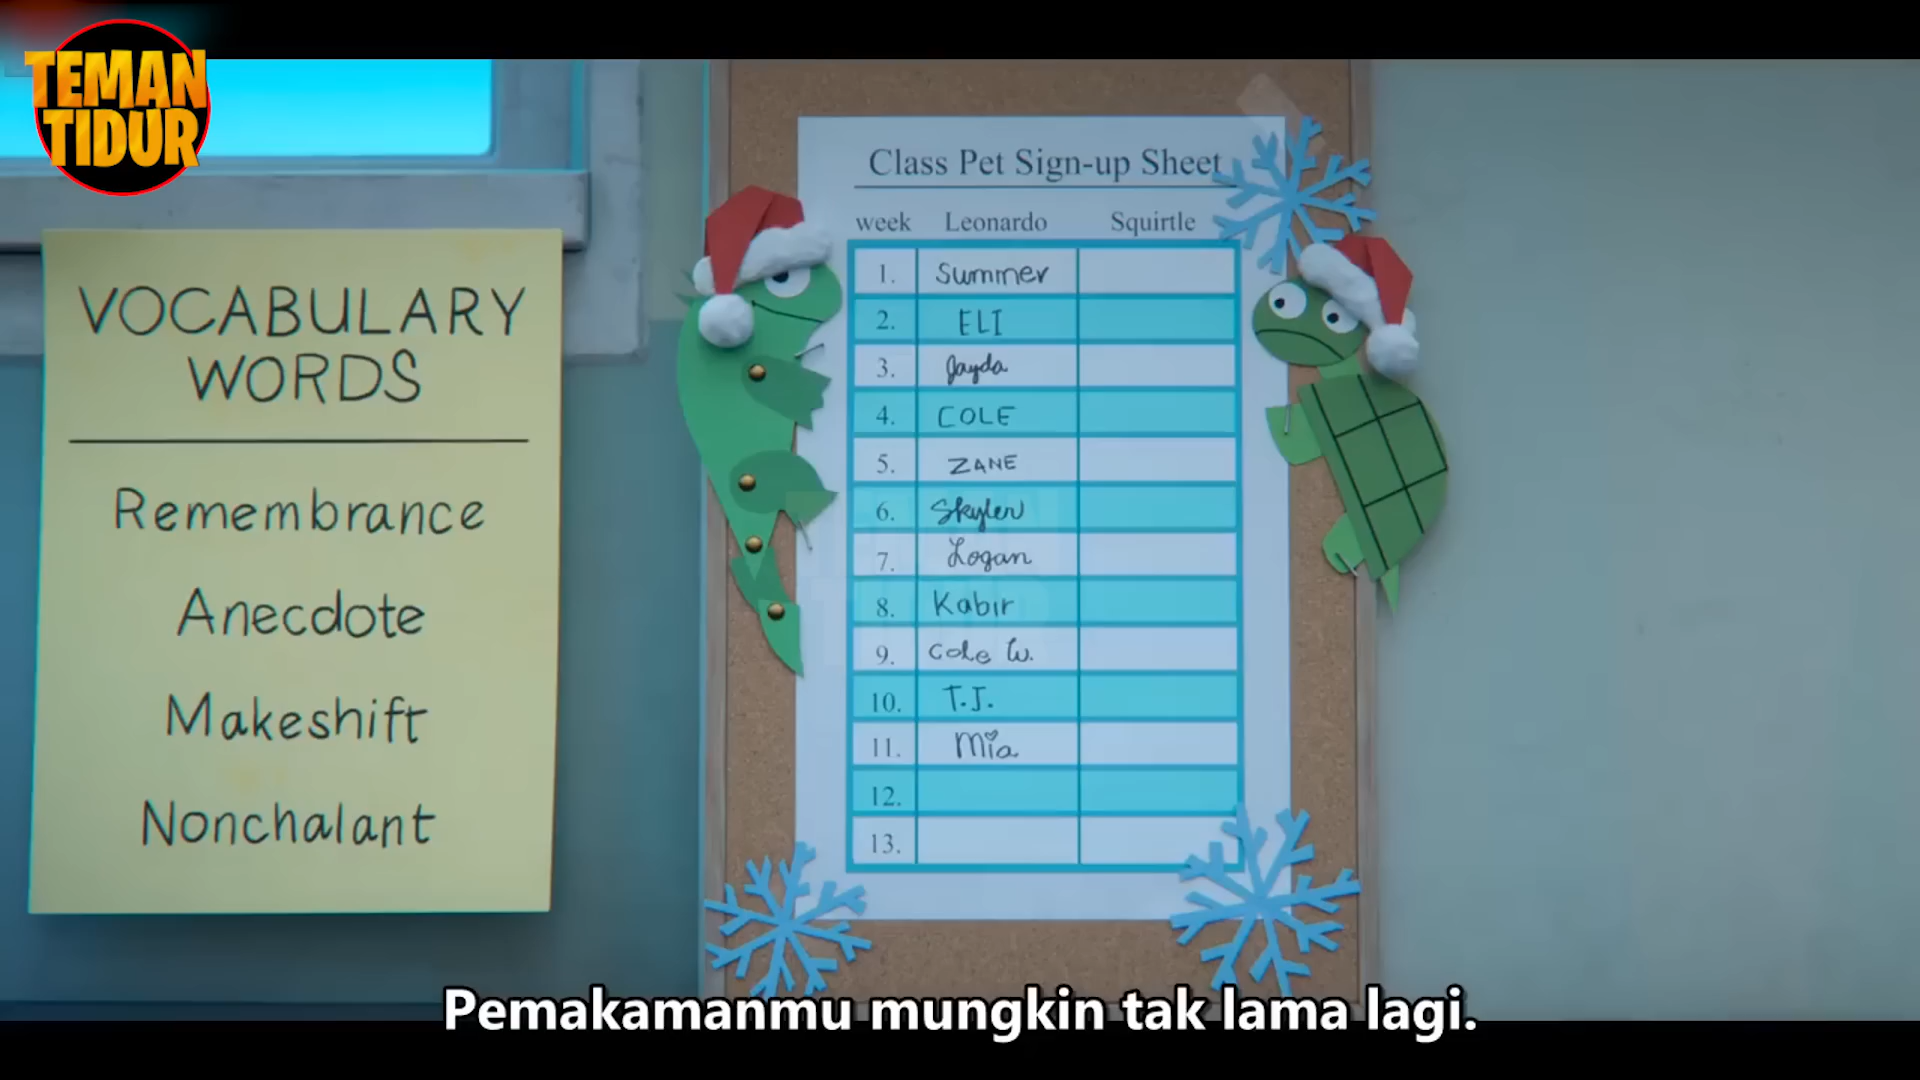 TEMAN
TIDUR
VOCABULARY
WORDS
Remembrance
Anecdote
Makeshift
Nonchalant
Class Pet Sign-up Sheet
week Leonardo Squirtle
1. Summer
2. ELI
3. Jayda
4. COLE
5. ZANE
6. Skyler
7. Logan
8. Kabir
9. Cole W.
10. T.J.
11. Mia
12.
13.
Pemakamanmu mungkin tak lama lagi.